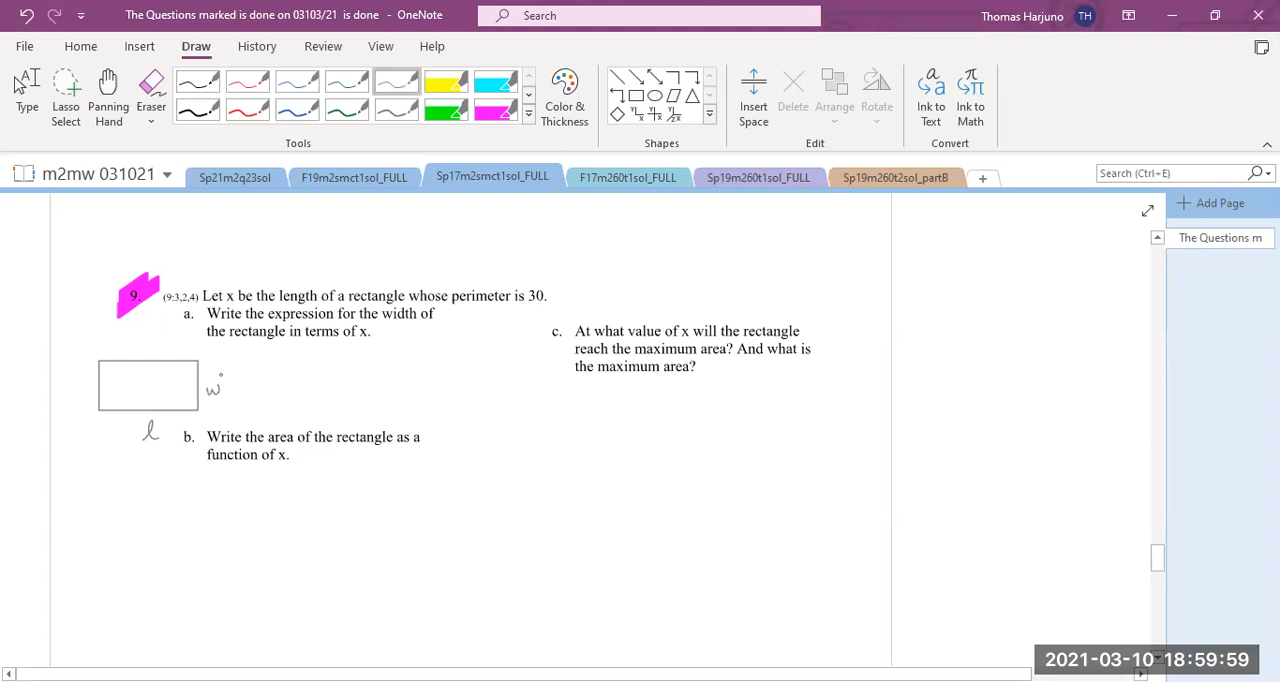 The Questions marked is done on 03103/21 is done - OneNote
Search
Thomas Harjuno TH
File Home Insert Draw History Review View Help
Type
Lasso Select
Panning Hand
Eraser
Color & Thickness
Insert Space
Delete
Arrange
Rotate
Ink to Text
Ink to Math
Tools Shapes Edit Convert
m2mw 031021
Sp21m2q23sol F19m2smct1sol_FULL Sp17m2smct1sol_FULL F17m260t1sol_FULL Sp19m260t1sol_FULL Sp19m260t2sol_partB
Search (Ctrl+E)
Add Page
The Questions m
9. (9:3,2,4) Let x be the length of a rectangle whose perimeter is 30.
a. Write the expression for the width of
the rectangle in terms of x.
w
l
b. Write the area of the rectangle as a
function of x.
c. At what value of x will the rectangle
reach the maximum area? And what is
the maximum area?
2021-03-10 18:59:59